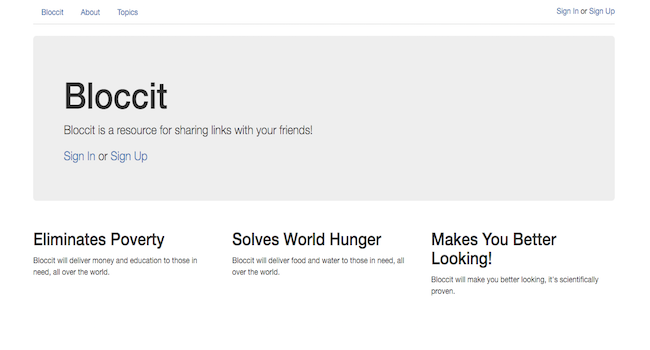 Bloccit About Topics Sign In or Sign Up
Bloccit
Bloccit is a resource for sharing links with your friends!
Sign In or Sign Up
Eliminates Poverty
Bloccit will deliver money and education to those in
need, all over the world.
Solves World Hunger
Bloccit will deliver food and water to those in need, all
over the world.
Makes You Better
Looking!
Bloccit will make you better looking, it's scientifically
proven.